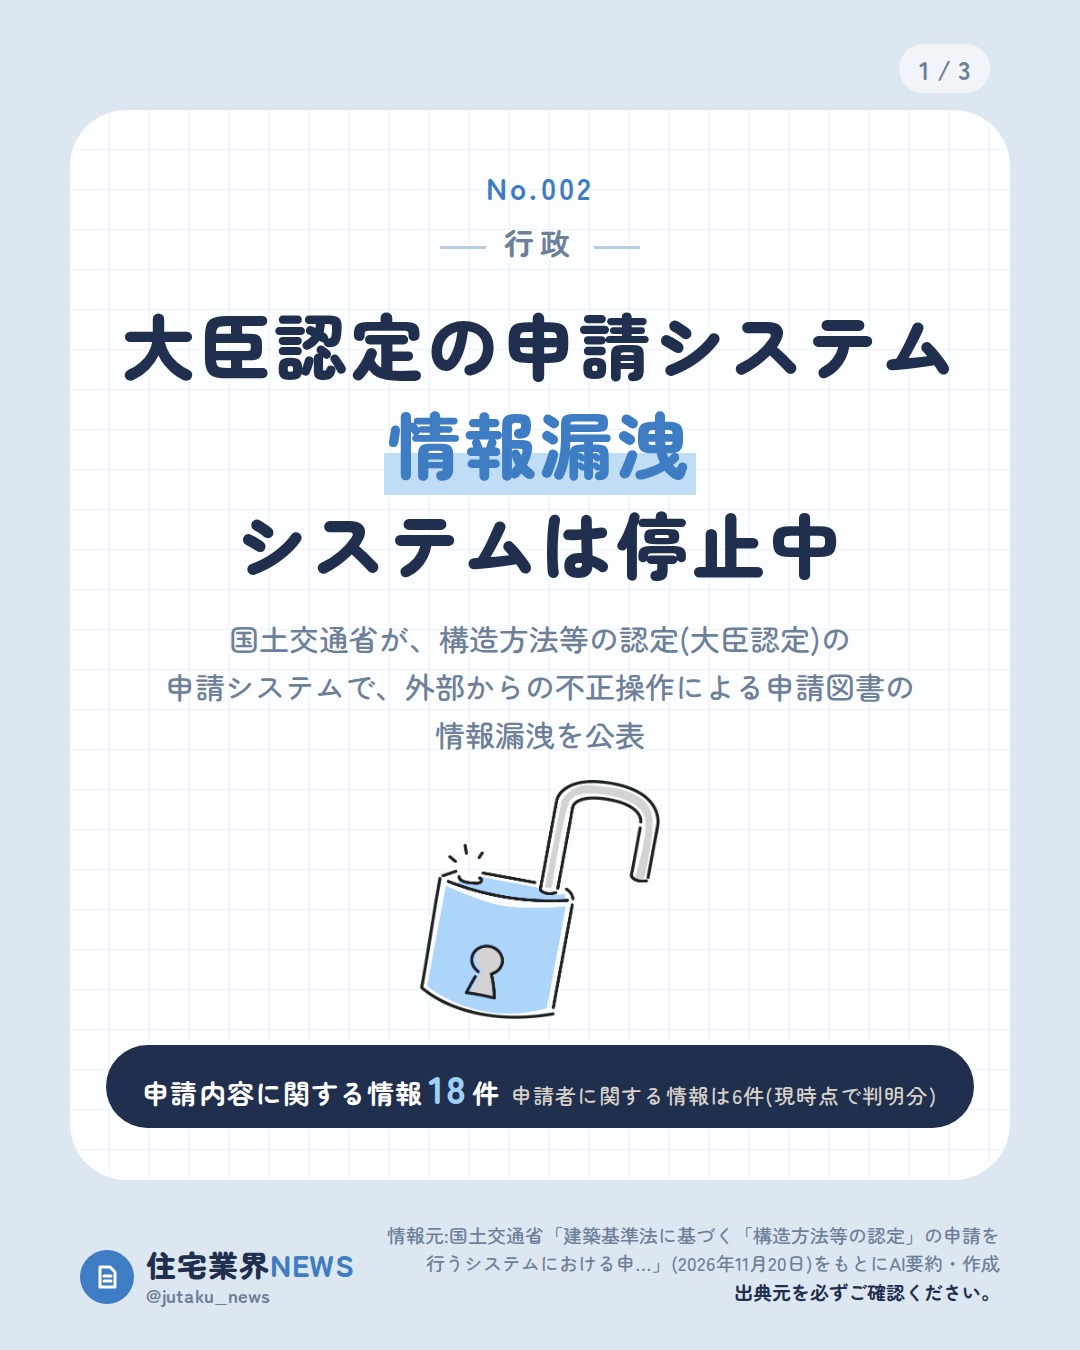 1 / 3
No.002
行政
大臣認定の申請システム
情報漏洩
システムは停止中
国土交通省が、構造方法等の認定(大臣認定)の
申請システムで、外部からの不正操作による申請図書の
情報漏洩を公表
申請内容に関する情報18件 申請者に関する情報は6件(現時点で判明分)
情報元:国土交通省「建築基準法に基づく「構造方法等の認定」の申請を
行うシステムにおける申…」(2026年11月20日)をもとにAI要約・作成
出典元を必ずご確認ください。
住宅業界NEWS
@jutaku_news